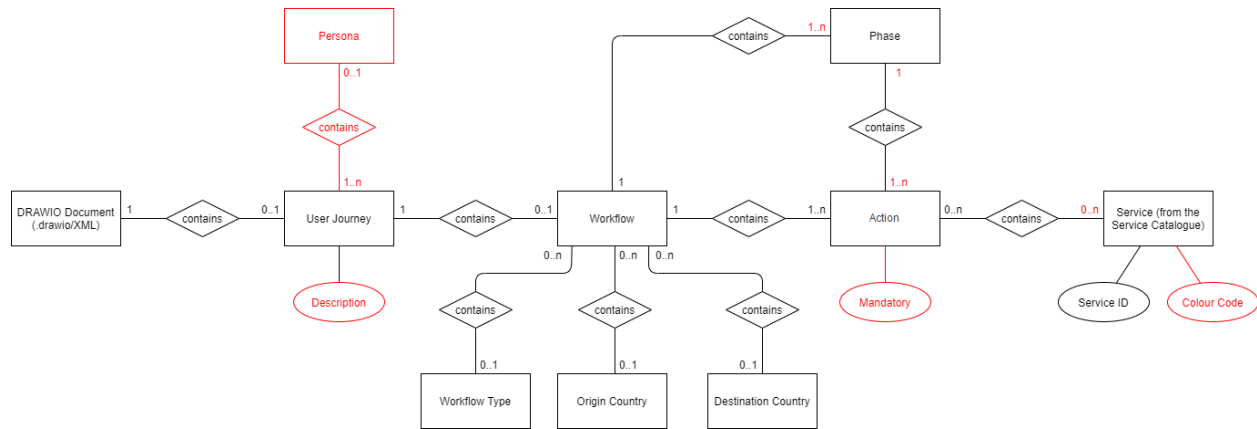 Persona
contains
1..n
Phase
0..1
1
contains
contains
1..n
1
1..n
DRAWIO Document
(.drawio/XML)
1
contains
0..1
User Journey
1
contains
0..1
Workflow
1
contains
1..n
Action
0..n
contains
0..n
Service (from the
Service Catalogue)
0..n
0..n
0..n
Description
contains
contains
contains
Mandatory
Service ID
Colour Code
0..1
0..1
0..1
Workflow Type
Origin Country
Destination Country